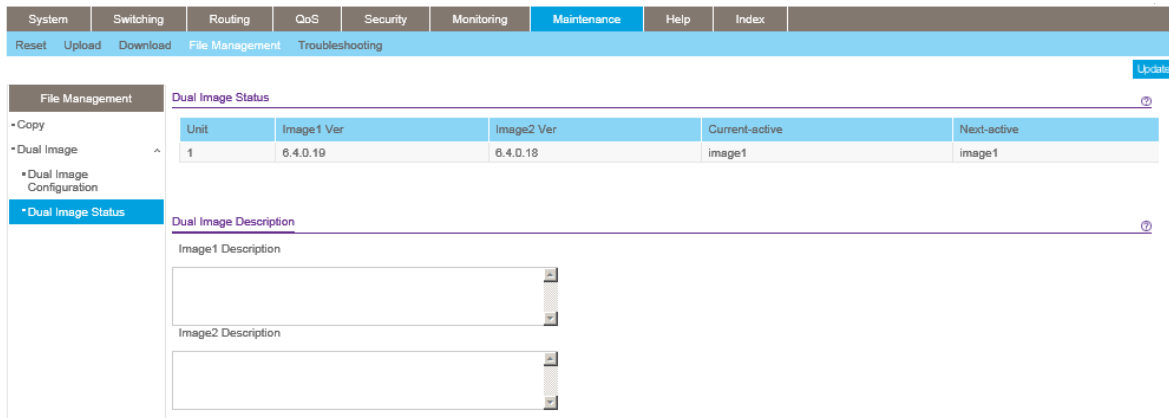 System Switching Routing QoS Security Monitoring Maintenance Help Index
Reset Upload Download File Management Troubleshooting
Update
File Management
Copy
Dual Image
Dual Image
Configuration
Dual Image Status
Dual Image Status
Unit Image1 Ver Image2 Ver Current-active Next-active
1 6.4.0.19 6.4.0.18 image1 image1
Dual Image Description
Image1 Description
Image2 Description